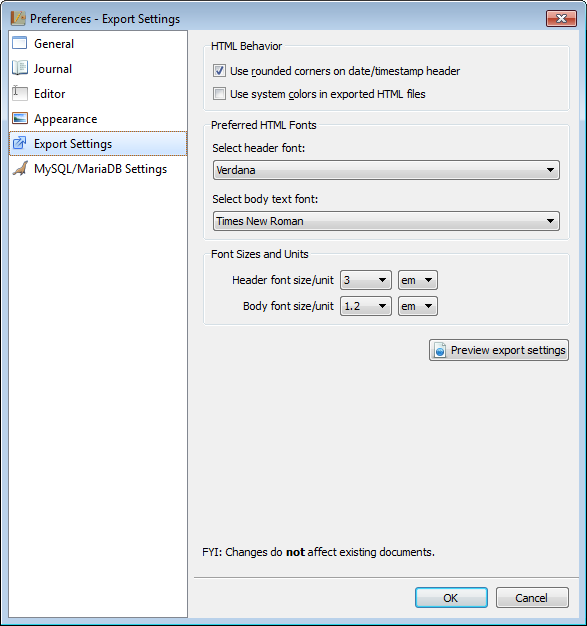 Preferences - Export Settings
General
Journal
Editor
Appearance
Export Settings
MySQL/MariaDB Settings
HTML Behavior
Use rounded corners on date/timestamp header
Use system colors in exported HTML files
Preferred HTML Fonts
Select header font:
Verdana
Select body text font:
Times New Roman
Font Sizes and Units
Header font size/unit 3 em
Body font size/unit 1.2 em
Preview export settings
FYI: Changes do not affect existing documents.
OK Cancel